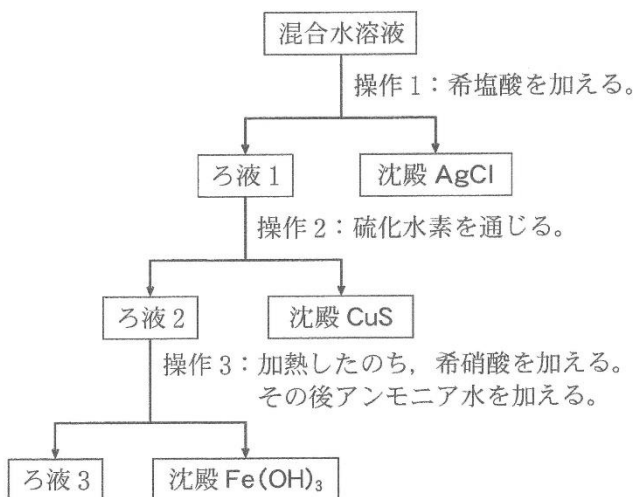 混合水溶液
操作1:希塩酸を加える。
ろ液1
沈殿 AgCl
操作2:硫化水素を通じる。
ろ液2
沈殿 CuS
操作3:加熱したのち,希硝酸を加える。
その後アンモニア水を加える。
ろ液3
沈殿 Fe(OH)₃